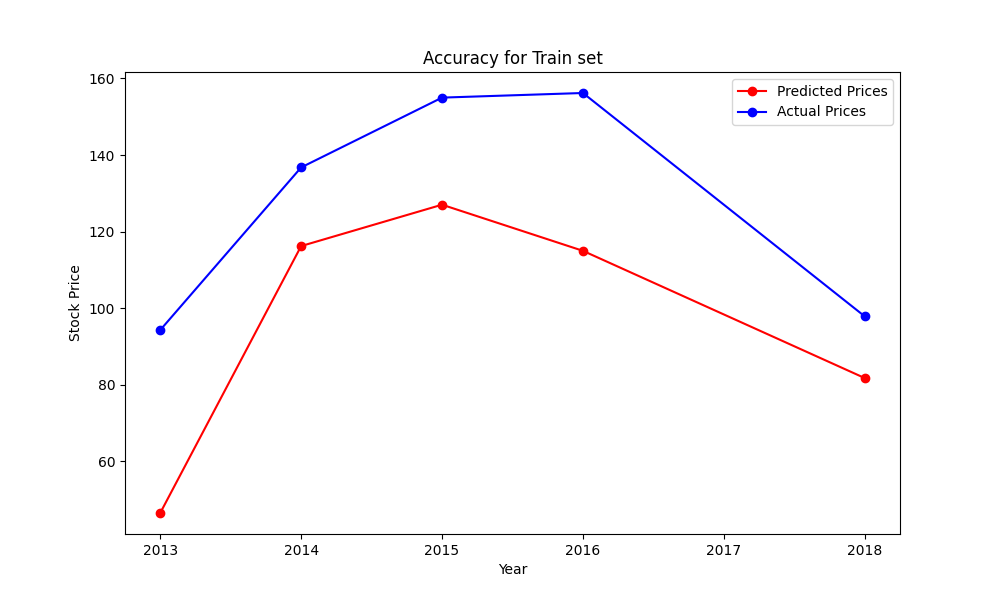 Accuracy for Train set
Predicted Prices
Actual Prices
160
140
120
100
80
60
Stock Price
2013 2014 2015 2016 2017 2018
Year